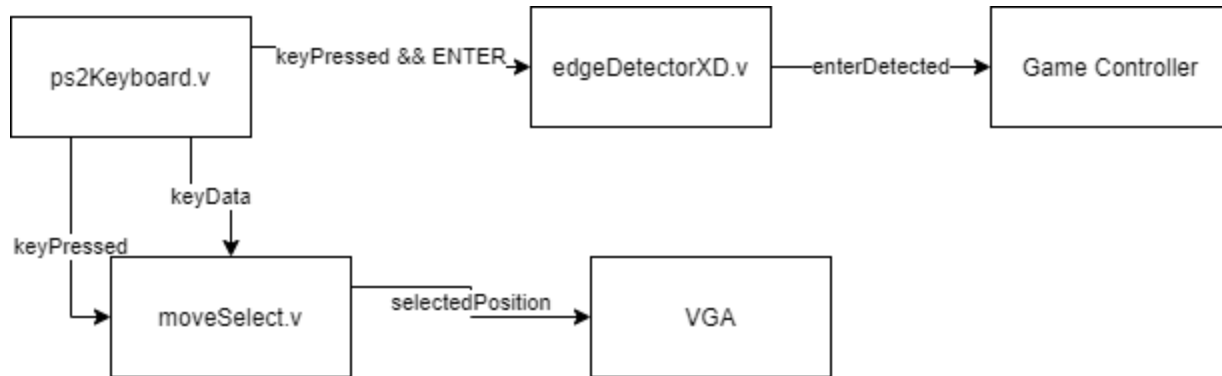 ps2Keyboard.v
keyPressed && ENTER
edgeDetectorXD.v
enterDetected
Game Controller
keyData
keyPressed
moveSelect.v
selectedPosition
VGA